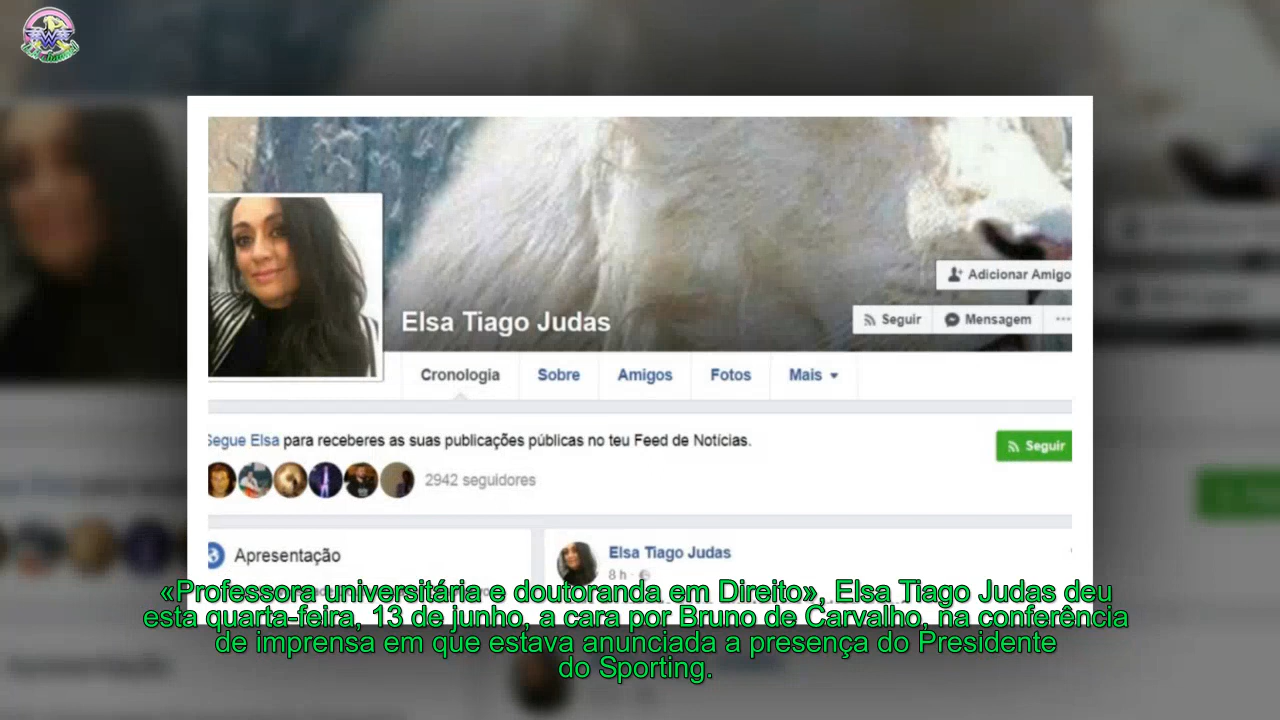 Elsa Tiago Judas
Adicionar Amigo
Seguir
Mensagem
Cronologia
Sobre
Amigos
Fotos
Mais
Segue Elsa para receberes as suas publicações públicas no teu Feed de Notícias.
Seguir
2942 seguidores
Apresentação
Elsa Tiago Judas
8 h
«Professora universitária e doutoranda em Direito», Elsa Tiago Judas deu
esta quarta-feira, 13 de junho, a cara por Bruno de Carvalho, na conferência
de imprensa em que estava anunciada a presença do Presidente
do Sporting.